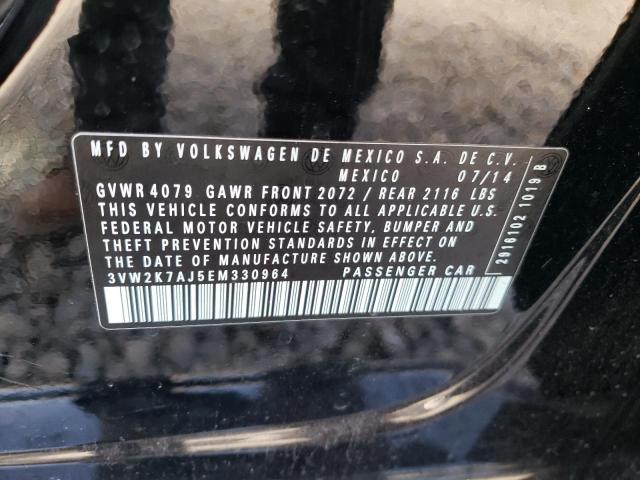 MFD BY VOLKSWAGEN DE MEXICO S.A. DE C.V.
MEXICO 07/14
GVWR 4079 GAWR FRONT 2072 / REAR 2116 LBS
THIS VEHICLE CONFORMS TO ALL APPLICABLE U.S.
FEDERAL MOTOR VEHICLE SAFETY, BUMPER AND
THEFT PREVENTION STANDARDS IN EFFECT ON
THE DATE OF MANUFACTURE SHOWN ABOVE.
3VW2K7AJ5EM330964 PASSENGER CAR
2916102 1019 B